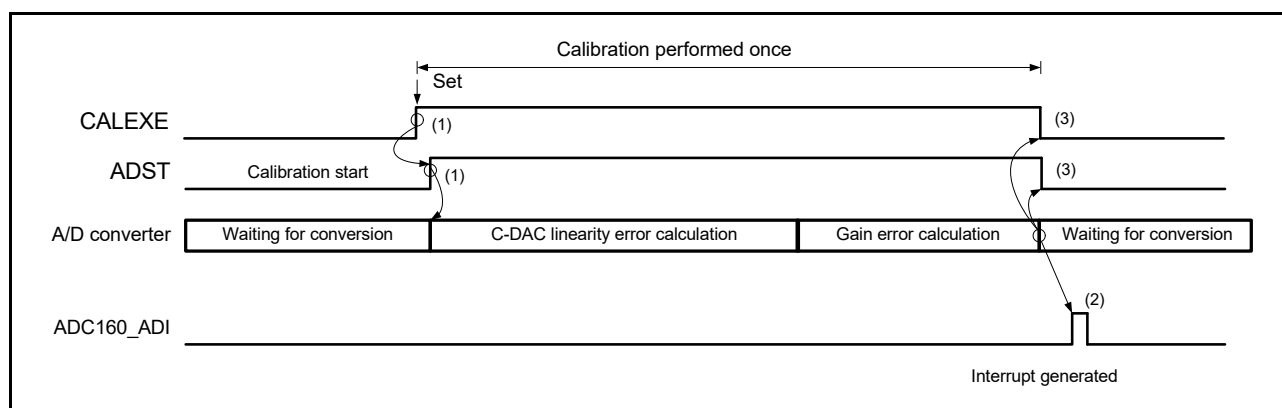 Calibration performed once
Set
CALEXE
(1)
(3)
ADST
Calibration start
(1)
(3)
A/D converter
Waiting for conversion
C-DAC linearity error calculation
Gain error calculation
Waiting for conversion
(2)
ADC160_ADI
Interrupt generated